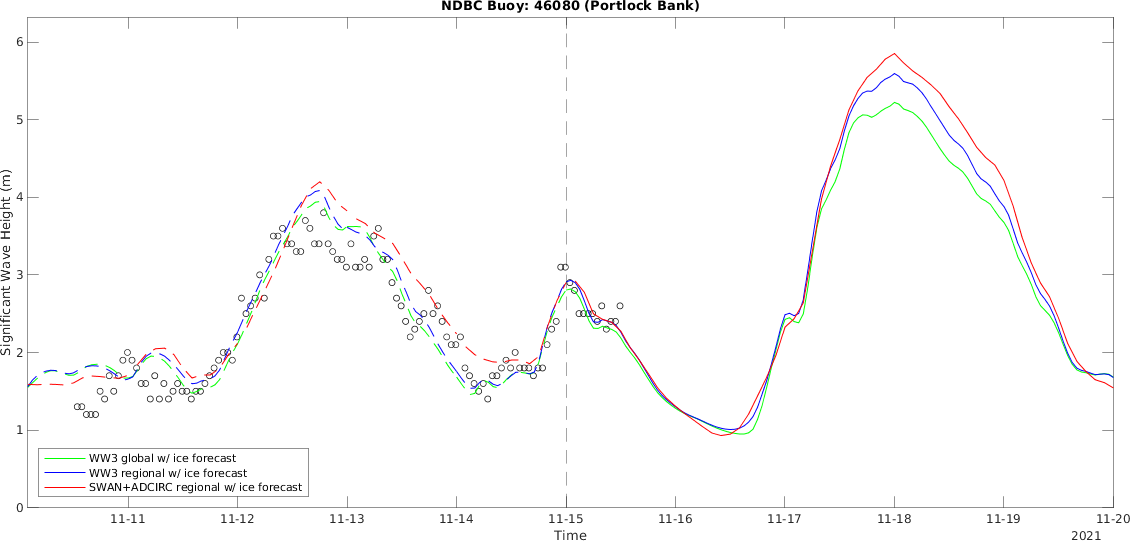 NDBC Buoy: 46080 (Portlock Bank)
Significant Wave Height (m)
6
5
4
3
2
1
0
WW3 global w/ ice forecast
WW3 regional w/ ice forecast
SWAN+ADCIRC regional w/ ice forecast
11-11 11-12 11-13 11-14 11-15 11-16 11-17 11-18 11-19 11-20
Time
2021